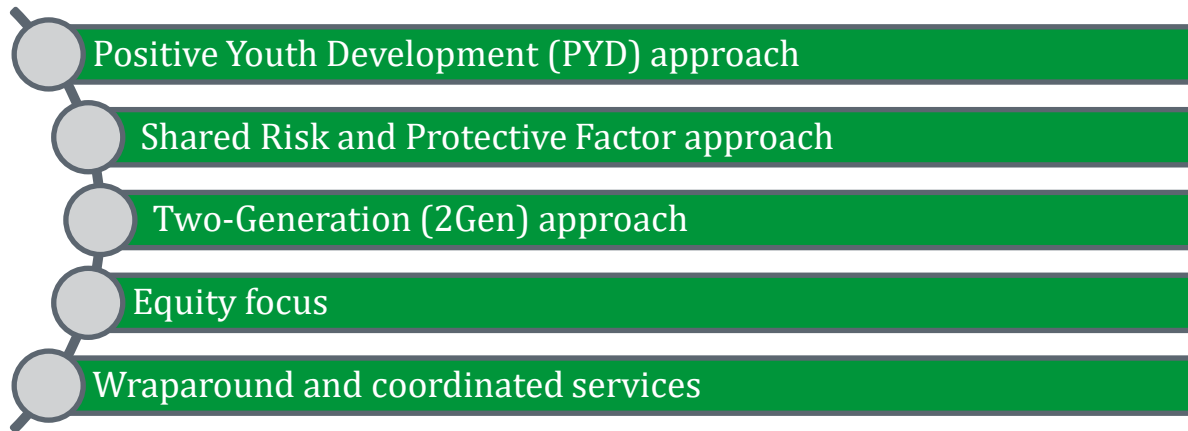 Positive Youth Development (PYD) approach
Shared Risk and Protective Factor approach
Two-Generation (2Gen) approach
Equity focus
Wraparound and coordinated services